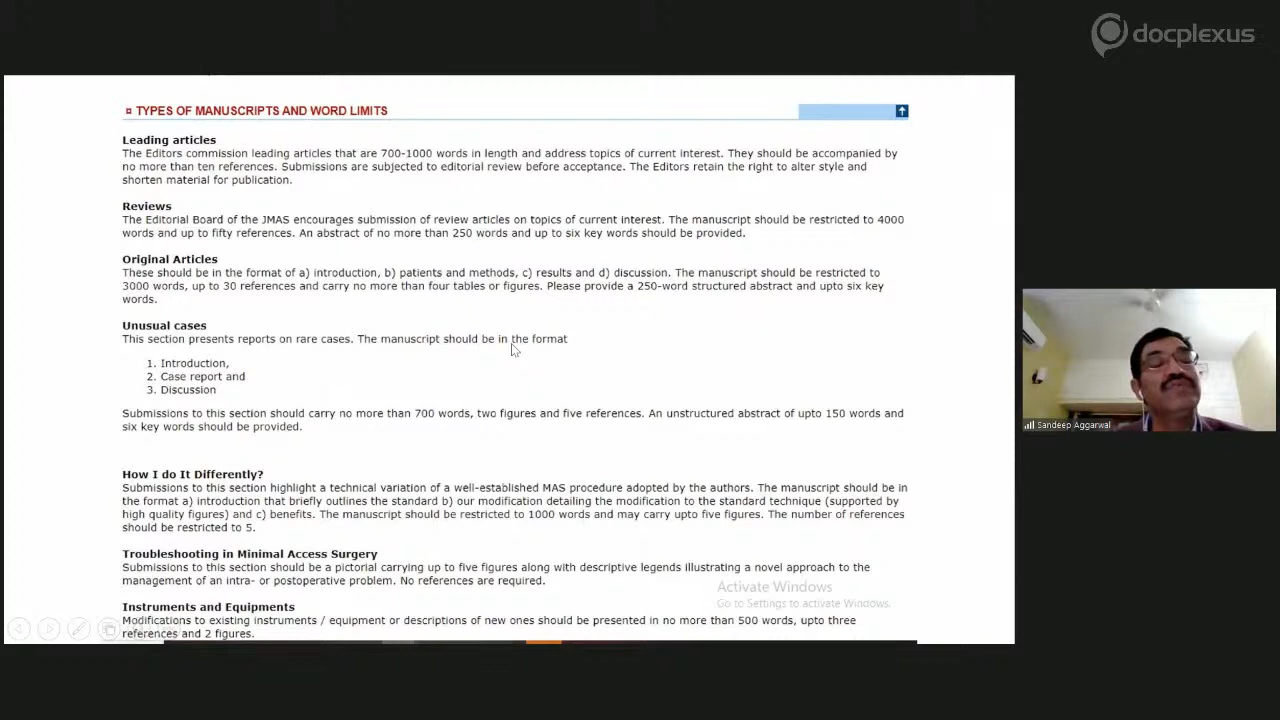 docplexus
¤ TYPES OF MANUSCRIPTS AND WORD LIMITS
Leading articles
The Editors commission leading articles that are 700-1000 words in length and address topics of current interest. They should be accompanied by
no more than ten references. Submissions are subjected to editorial review before acceptance. The Editors retain the right to alter style and
shorten material for publication.
Reviews
The Editorial Board of the JMAS encourages submission of review articles on topics of current interest. The manuscript should be restricted to 4000
words and up to fifty references. An abstract of no more than 250 words and up to six key words should be provided.
Original Articles
These should be in the format of a) introduction, b) patients and methods, c) results and d) discussion. The manuscript should be restricted to
3000 words, up to 30 references and carry no more than four tables or figures. Please provide a 250-word structured abstract and upto six key
words.
Unusual cases
This section presents reports on rare cases. The manuscript should be in the format
1. Introduction,
2. Case report and
3. Discussion
Submissions to this section should carry no more than 700 words, two figures and five references. An unstructured abstract of upto 150 words and
six key words should be provided.
How I do It Differently?
Submissions to this section highlight a technical variation of a well-established MAS procedure adopted by the authors. The manuscript should be in
the format a) introduction that briefly outlines the standard b) our modification detailing the modification to the standard technique (supported by
high quality figures) and c) benefits. The manuscript should be restricted to 1000 words and may carry upto five figures. The number of references
should be restricted to 5.
Troubleshooting in Minimal Access Surgery
Submissions to this section should be a pictorial carrying up to five figures along with descriptive legends illustrating a novel approach to the
management of an intra- or postoperative problem. No references are required.
Instruments and Equipments
Modifications to existing instruments / equipment or descriptions of new ones should be presented in no more than 500 words, upto three
references and 2 figures.
Activate Windows
Go to Settings to activate Windows.
Sandeep Aggarwal